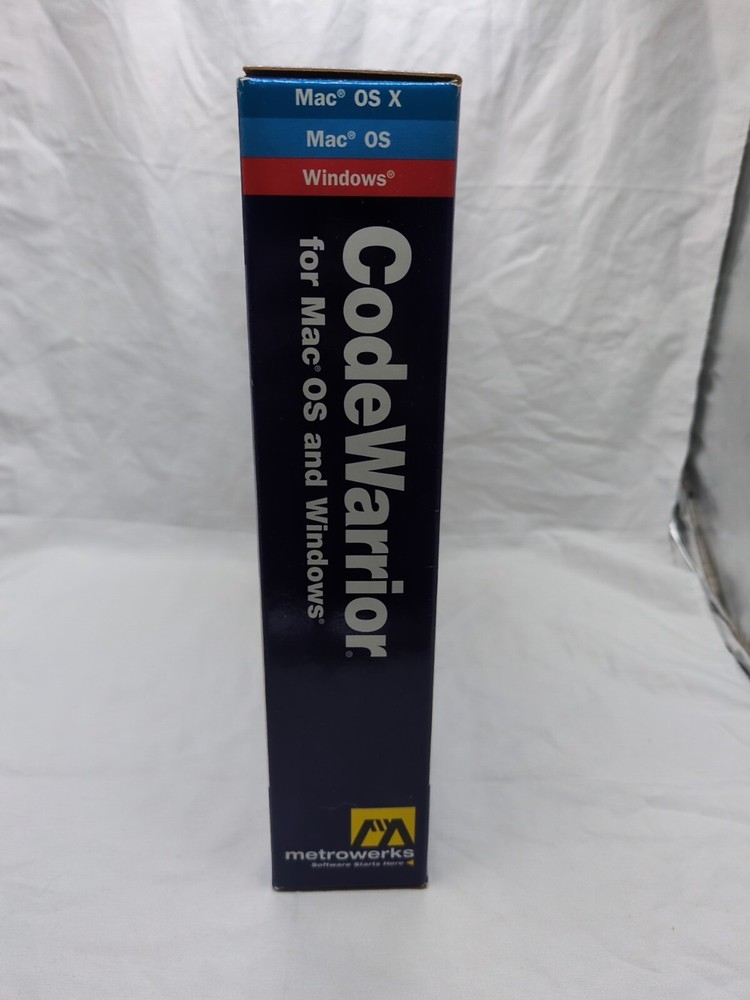 Mac® OS X
Mac® OS
Windows®
CodeWarrior®
for Mac® OS and Windows®
metrowerks
Software Starts Here